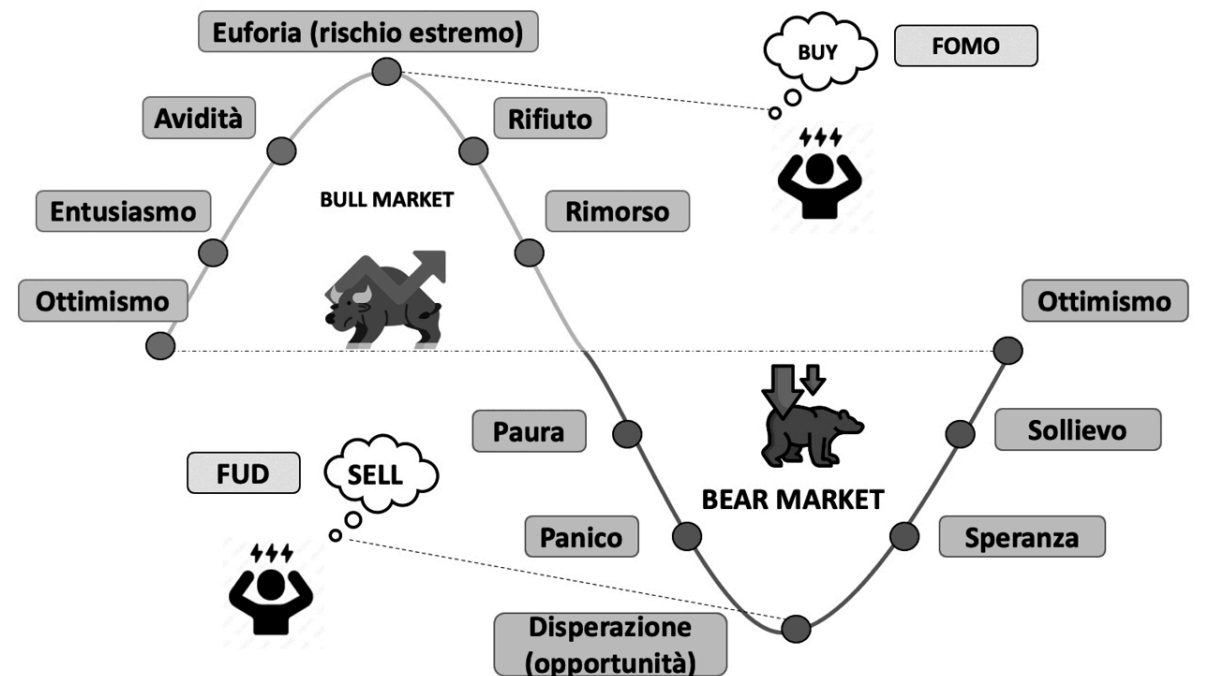 Euforia (rischio estremo)
BUY
FOMO
Avidità
Rifiuto
BULL MARKET
Entusiasmo
Rimorso
Ottimismo
Ottimismo
Paura
Sollievo
FUD
SELL
BEAR MARKET
Panico
Speranza
Disperazione
(opportunità)